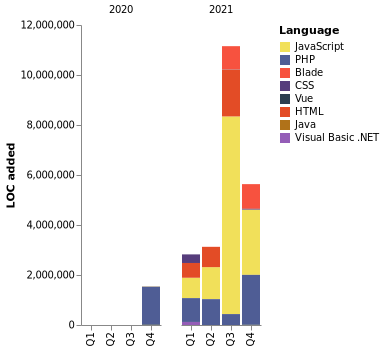 2020 2021
12,000,000
10,000,000
8,000,000
6,000,000
4,000,000
2,000,000
0
LOC added
Q1 Q2 Q3 Q4 Q1 Q2 Q3 Q4
Language
JavaScript
PHP
Blade
CSS
Vue
HTML
Java
Visual Basic .NET